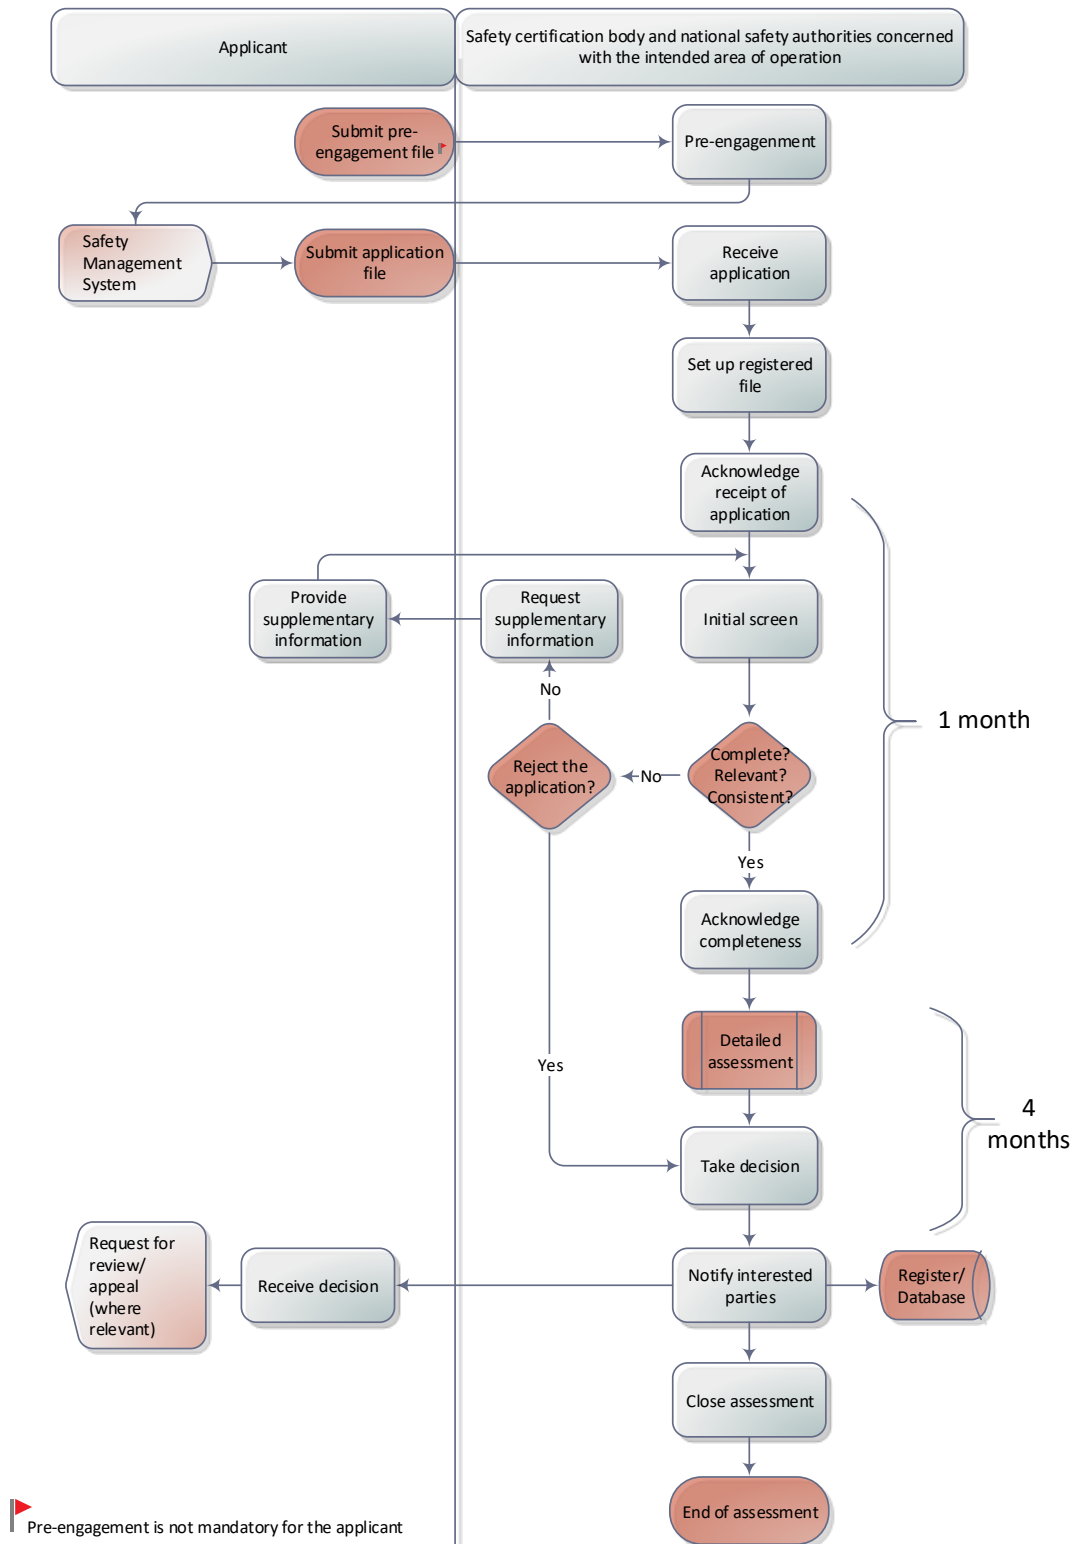 Applicant
Safety certification body and national safety authorities concerned
with the intended area of operation
Submit pre-
engagement file
Pre-engagenment
Safety
Management
System
Submit application
file
Receive
application
Set up registered
file
Acknowledge
receipt of
application
Provide
supplementary
information
Request
supplementary
information
Initial screen
No
1 month
Reject the
application?
No
Complete?
Relevant?
Consistent?
Yes
Acknowledge
completeness
Detailed
assessment
Yes
4
months
Take decision
Request for
review/
appeal
(where
relevant)
Receive decision
Notify interested
parties
Register/
Database
Close assessment
End of assessment
Pre-engagement is not mandatory for the applicant